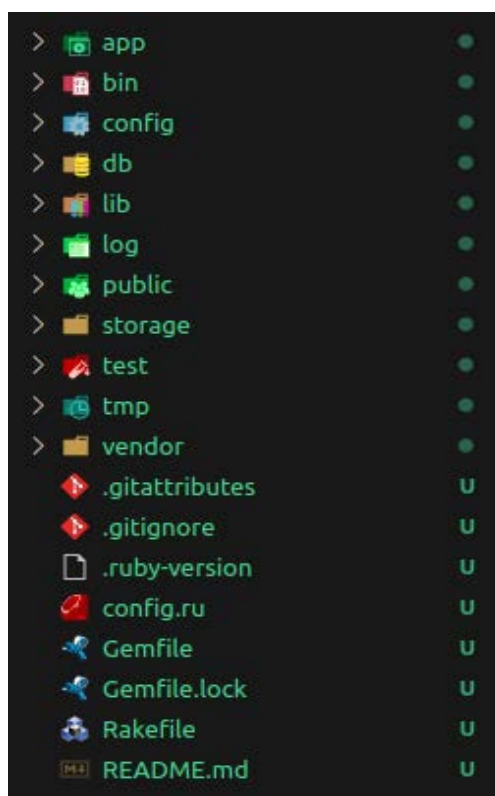 app
bin
config
db
lib
log
public
storage
test
tmp
vendor
.gitattributes U
.gitignore U
.ruby-version U
config.ru U
Gemfile U
Gemfile.lock U
Rakefile U
README.md U